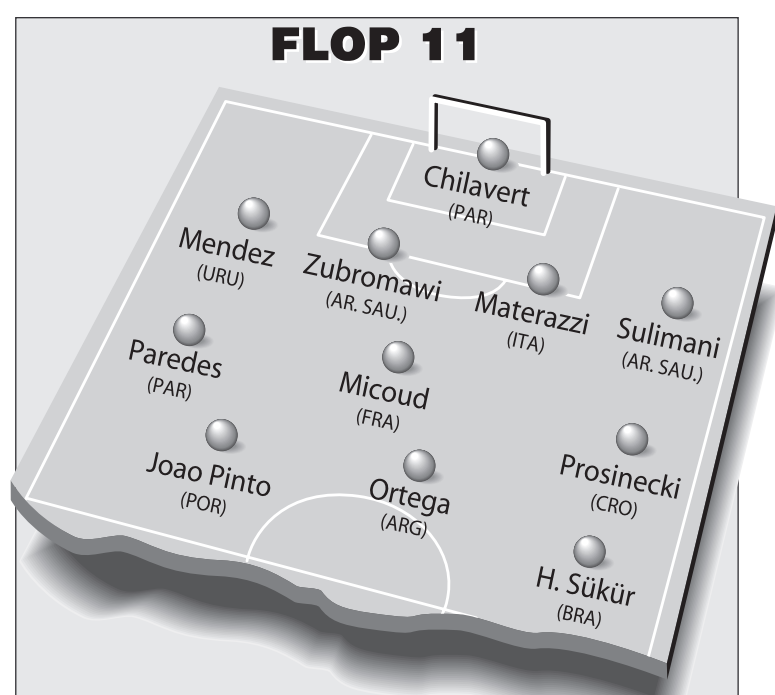 FLOP 11
Chilavert
(PAR)
Mendez
(URU)
Zubromawi
(AR. SAU.)
Materazzi
(ITA)
Sulimani
(AR. SAU.)
Paredes
(PAR)
Micoud
(FRA)
Prosinecki
(CRO)
Joao Pinto
(POR)
Ortega
(ARG)
H. Sükür
(BRA)